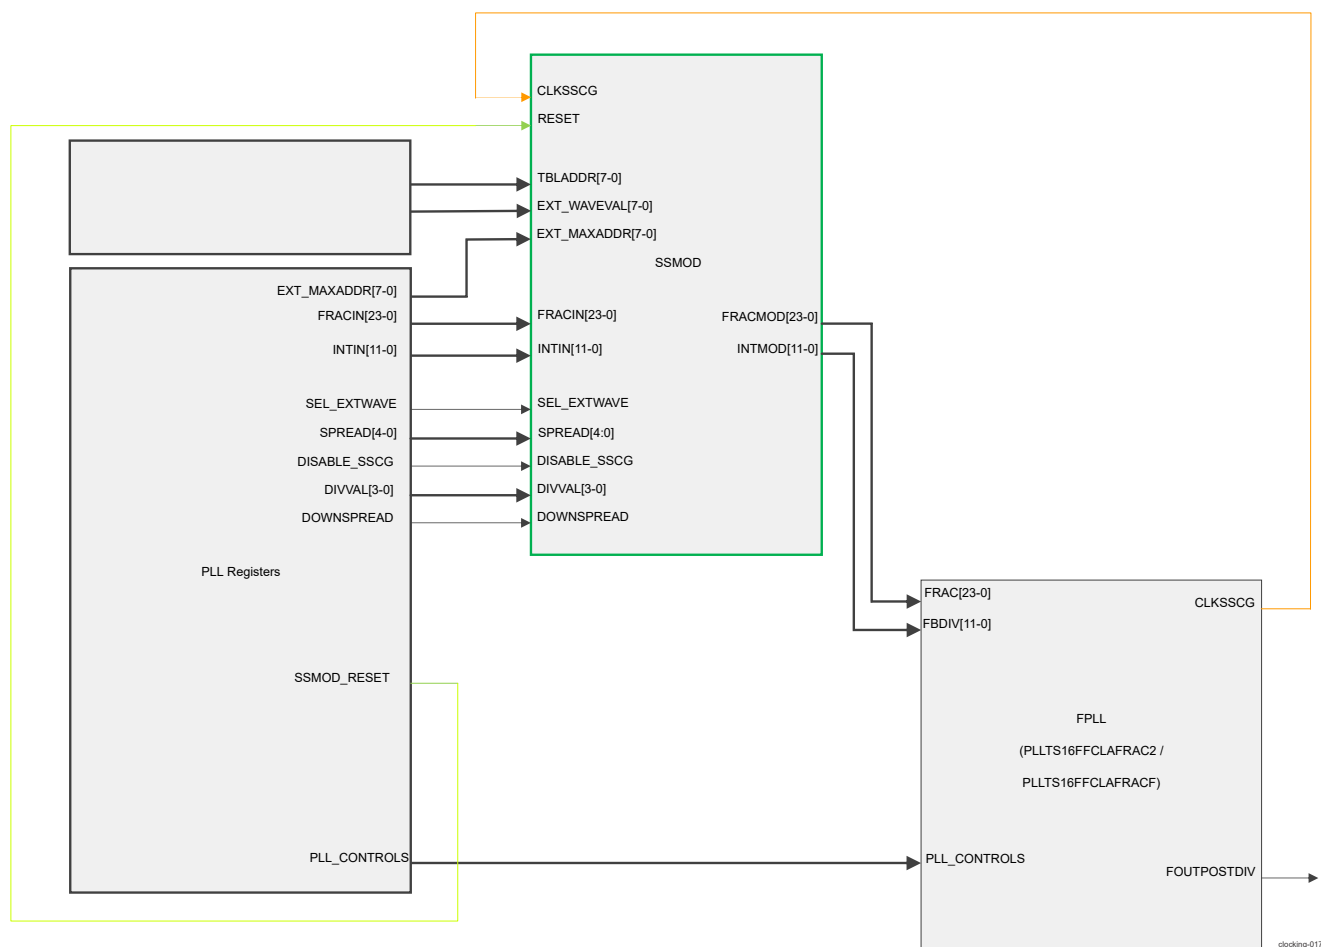 CLKSSCG
RESET
TBLADDR[7-0]
EXT_WAVEVAL[7-0]
EXT_MAXADDR[7-0]
SSMOD
FRACIN[23-0]
INTIN[11-0]
SEL_EXTWAVE
SPREAD[4:0]
DISABLE_SSCG
DIVVAL[3-0]
DOWNSPREAD
FRACMOD[23-0]
INTMOD[11-0]
EXT_MAXADDR[7-0]
FRACIN[23-0]
INTIN[11-0]
SEL_EXTWAVE
SPREAD[4-0]
DISABLE_SSCG
DIVVAL[3-0]
DOWNSPREAD
PLL Registers
SSMOD_RESET
PLL_CONTROLS
FRAC[23-0]
FBDIV[11-0]
CLKSSCG
FPLL
(PLLTS16FFCLAFRAC2 /
PLLTS16FFCLAFRACF)
PLL_CONTROLS
FOUTPOSTDIV